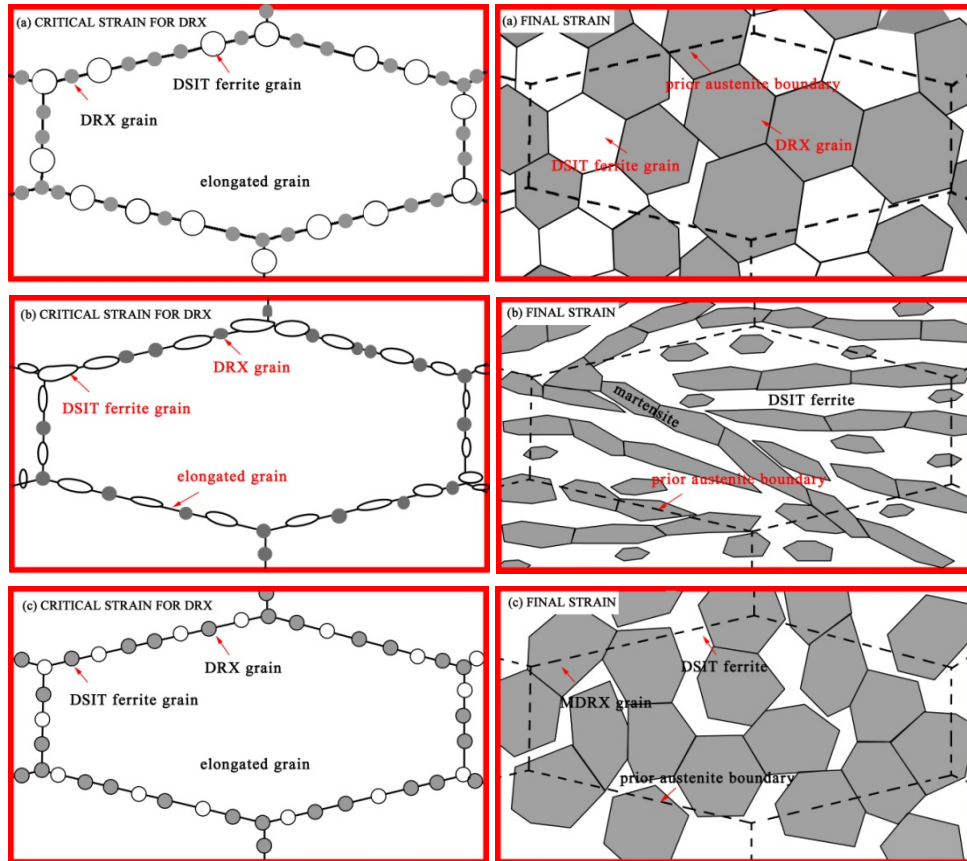 (a) CRITICAL STRAIN FOR DRX
DSIT ferrite grain
DRX grain
elongated grain
(a) FINAL STRAIN
prior austenite boundary
DRX grain
DSIT ferrite grain
(b) CRITICAL STRAIN FOR DRX
DRX grain
DSIT ferrite grain
elongated grain
(b) FINAL STRAIN
martensite
DSIT ferrite
prior austenite boundary
(c) CRITICAL STRAIN FOR DRX
DRX grain
DSIT ferrite grain
elongated grain
(c) FINAL STRAIN
DSIT ferrite
MDRX grain
prior austenite boundary